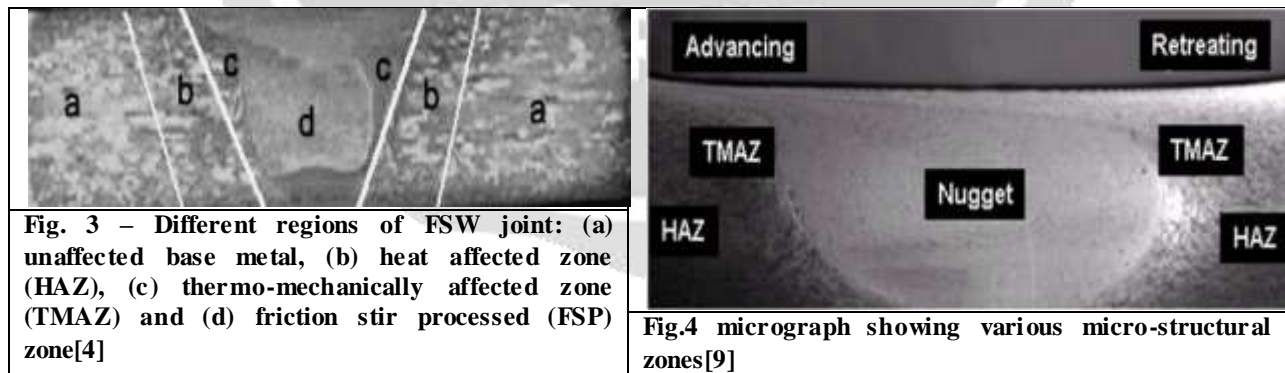 a
b
c
d
c
b
a
Fig. 3 – Different regions of FSW joint: (a)
unaffected base metal, (b) heat affected zone
(HAZ), (c) thermo-mechanically affected zone
(TMAZ) and (d) friction stir processed (FSP)
zone[4]
Advancing
Retreating
TMAZ
TMAZ
Nugget
HAZ
HAZ
Fig.4 micrograph showing various micro-structural
zones[9]